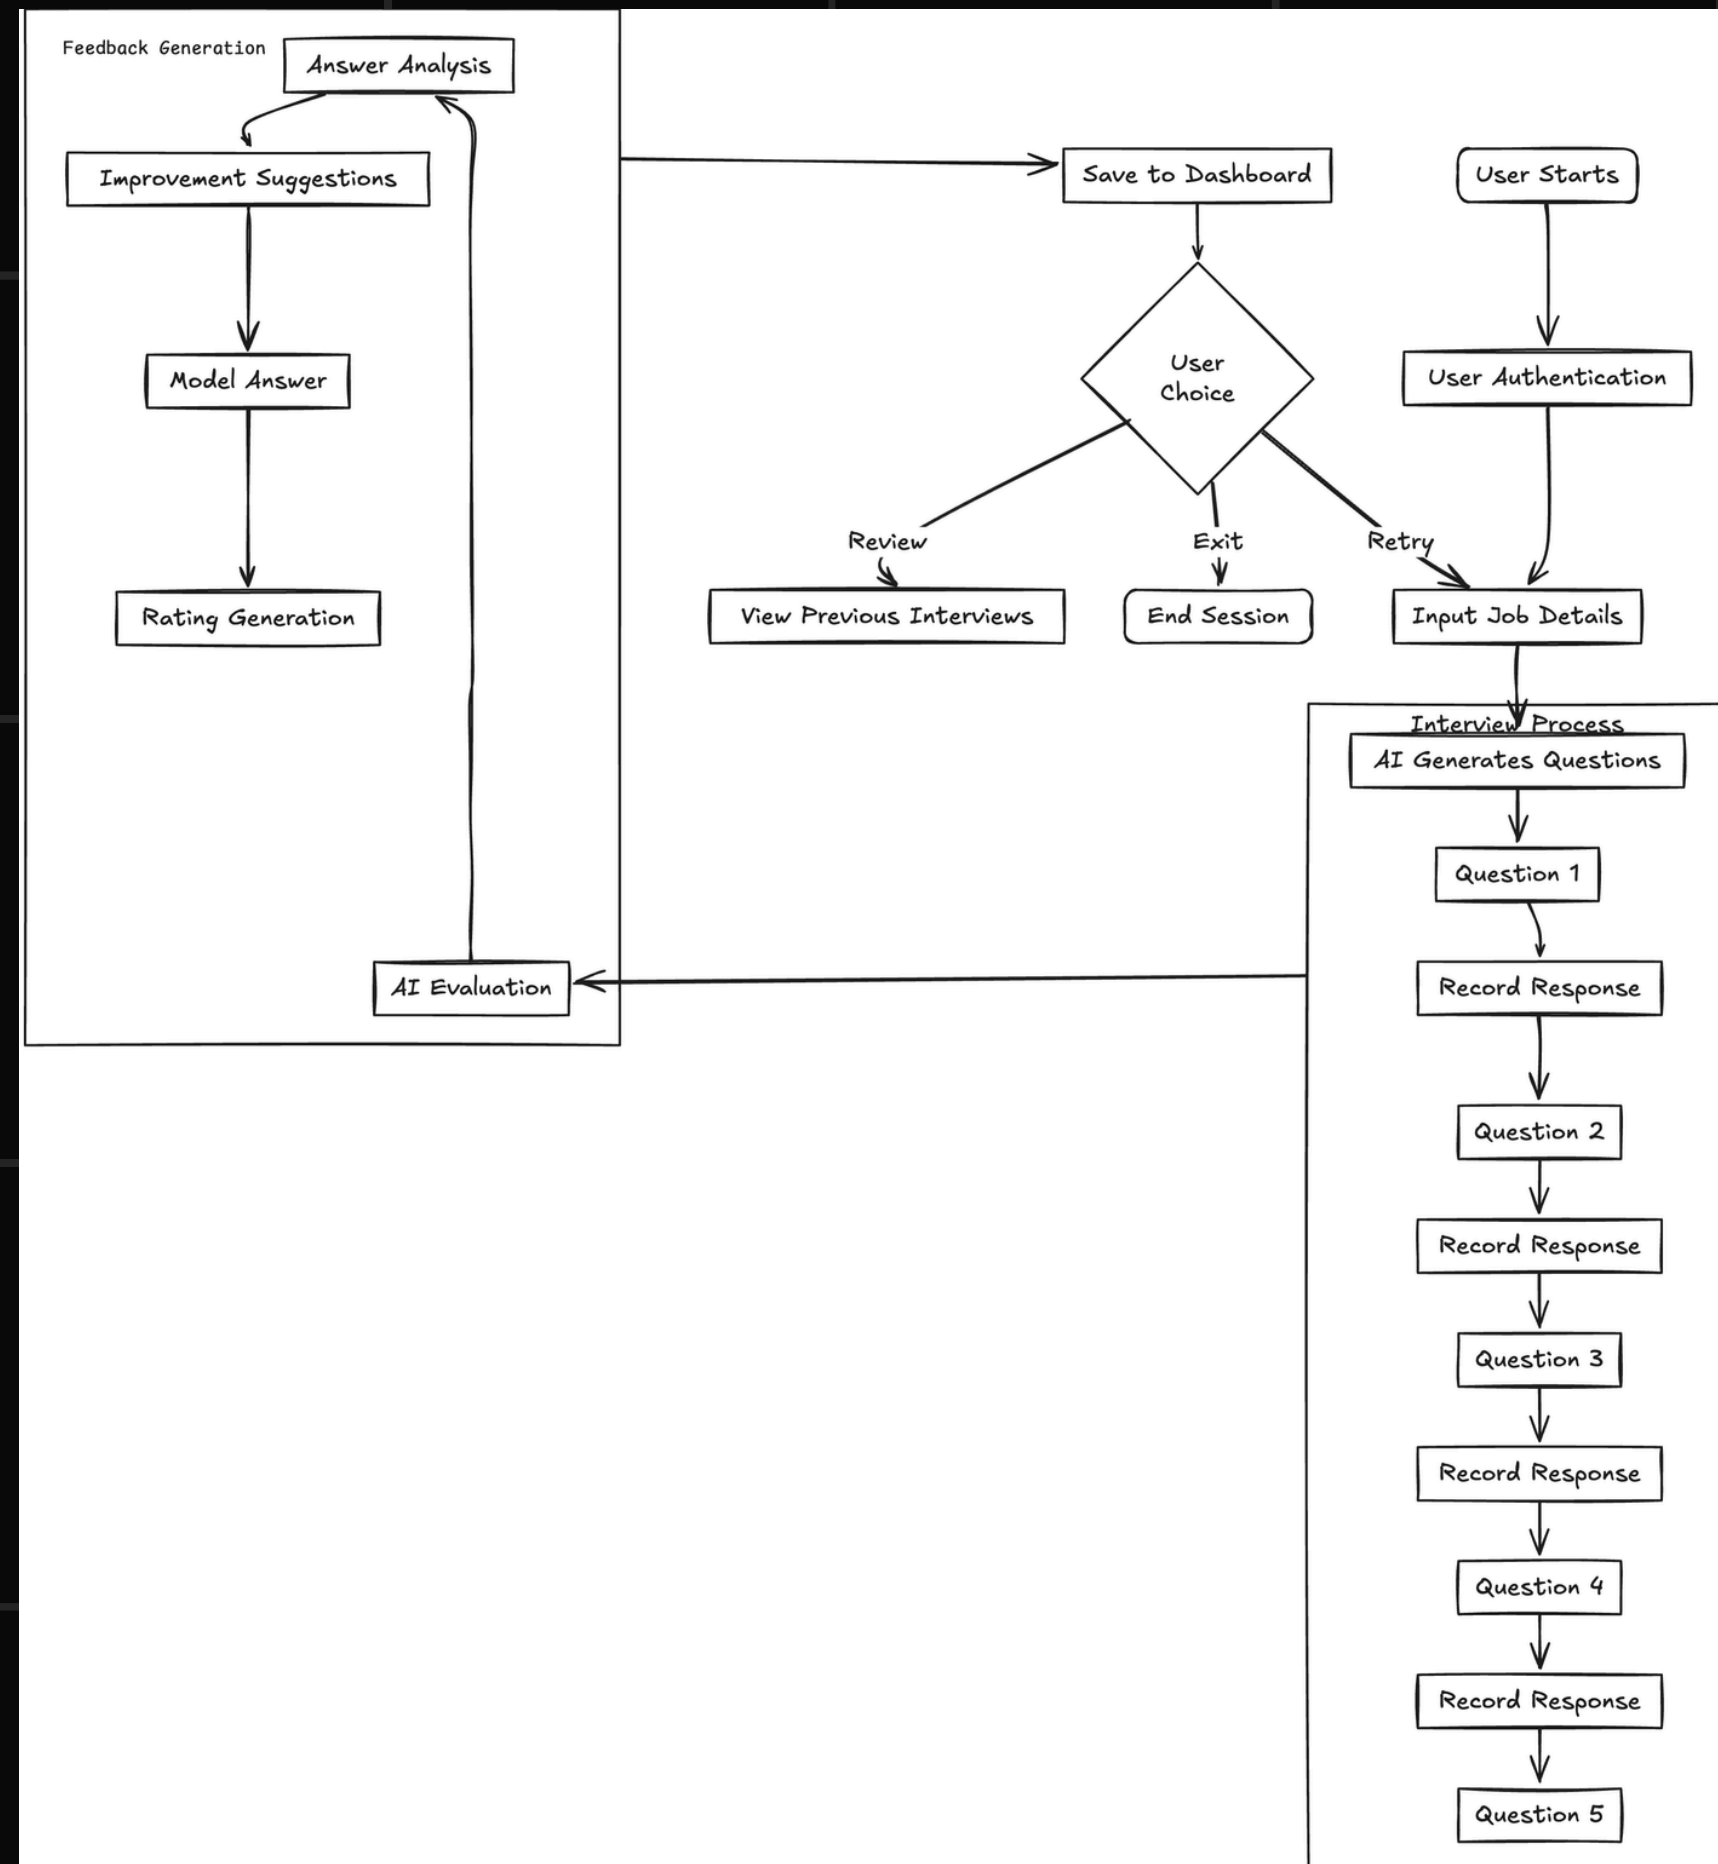 Feedback Generation
Answer Analysis
Improvement Suggestions
Model Answer
Rating Generation
AI Evaluation
Save to Dashboard
User
Choice
Review
Exit
Retry
View Previous Interviews
End Session
User Starts
User Authentication
Input Job Details
Interview Process
AI Generates Questions
Question 1
Record Response
Question 2
Record Response
Question 3
Record Response
Question 4
Record Response
Question 5